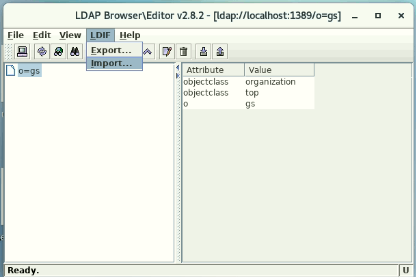 LDAP Browser\Editor v2.8.2 - [ldap://localhost:1389/o=gs]
File Edit View LDIF Help
Export...
Import...
o=gs
Attribute Value
objectclass organization
objectclass top
o gs
Ready. U